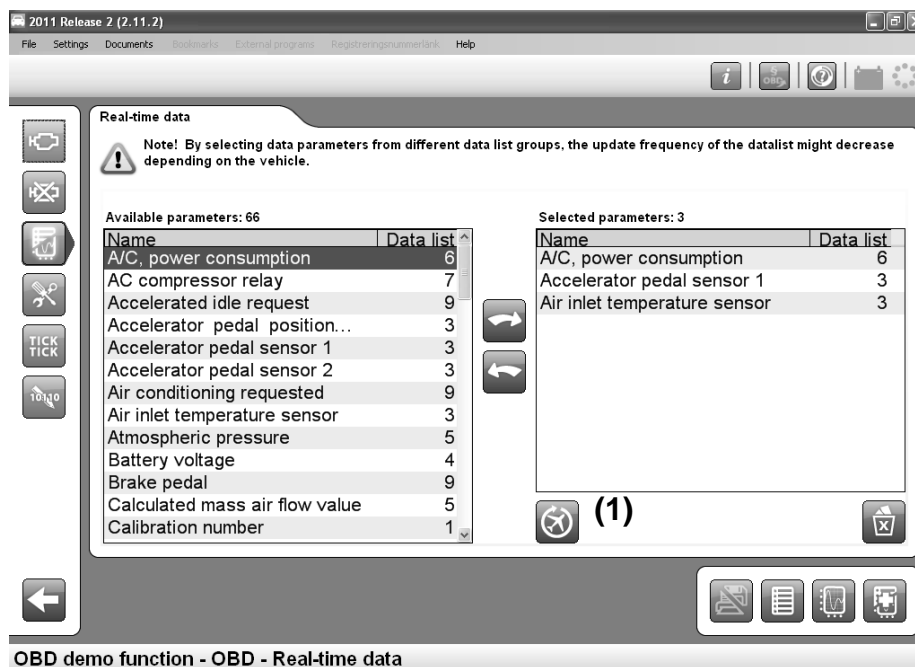 2011 Release 2 (2.11.2)
File Settings Documents Bookmarks External programs Registreringsnummerlänk Help
i OBD ?
Real-time data
Note! By selecting data parameters from different data list groups, the update frequency of the datalist might decrease
depending on the vehicle.
Available parameters: 66
Name Data list
A/C, power consumption 6
AC compressor relay 7
Accelerated idle request 9
Accelerator pedal position... 3
Accelerator pedal sensor 1 3
Accelerator pedal sensor 2 3
Air conditioning requested 9
Air inlet temperature sensor 3
Atmospheric pressure 5
Battery voltage 4
Brake pedal 9
Calculated mass air flow value 5
Calibration number 1
Selected parameters: 3
Name Data list
A/C, power consumption 6
Accelerator pedal sensor 1 3
Air inlet temperature sensor 3
(1)
TICK
TICK
10110
OBD demo function - OBD - Real-time data